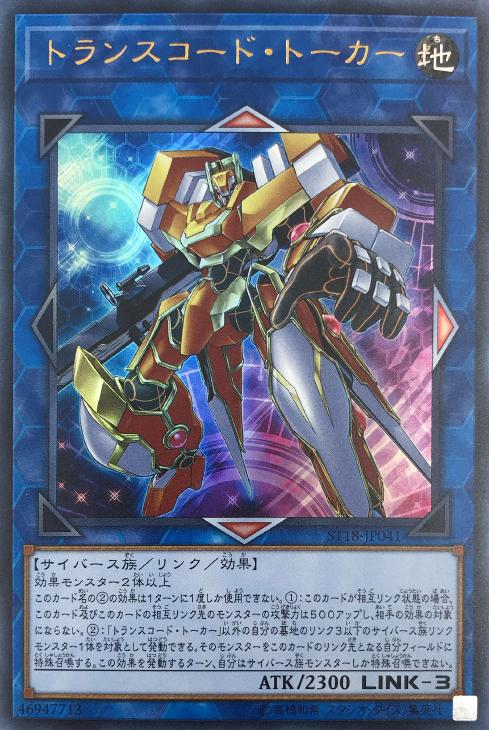 トランスコード・トーカー 地
ST18-JP041
【サイバース族／リンク／効果】
効果モンスター2体以上
このカード名の②の効果は1ターンに1度しか使用できない。①：このカードが相互リンク状態の場合、
このカード及びこのカードの相互リンク先のモンスターの攻撃力は500アップし、相手の効果の対象
にならない。②：「トランスコード・トーカー」以外の自分の墓地のリンク3以下のサイバース族リンク
モンスター1体を対象として発動できる。そのモンスターをこのカードのリンク先となる自分フィールドに
特殊召喚する。この効果を発動するターン、自分はサイバース族モンスターしか特殊召喚できない。
ATK/2300 LINK-3
46947713 ©高橋和希 スタジオ・ダイス/集英社